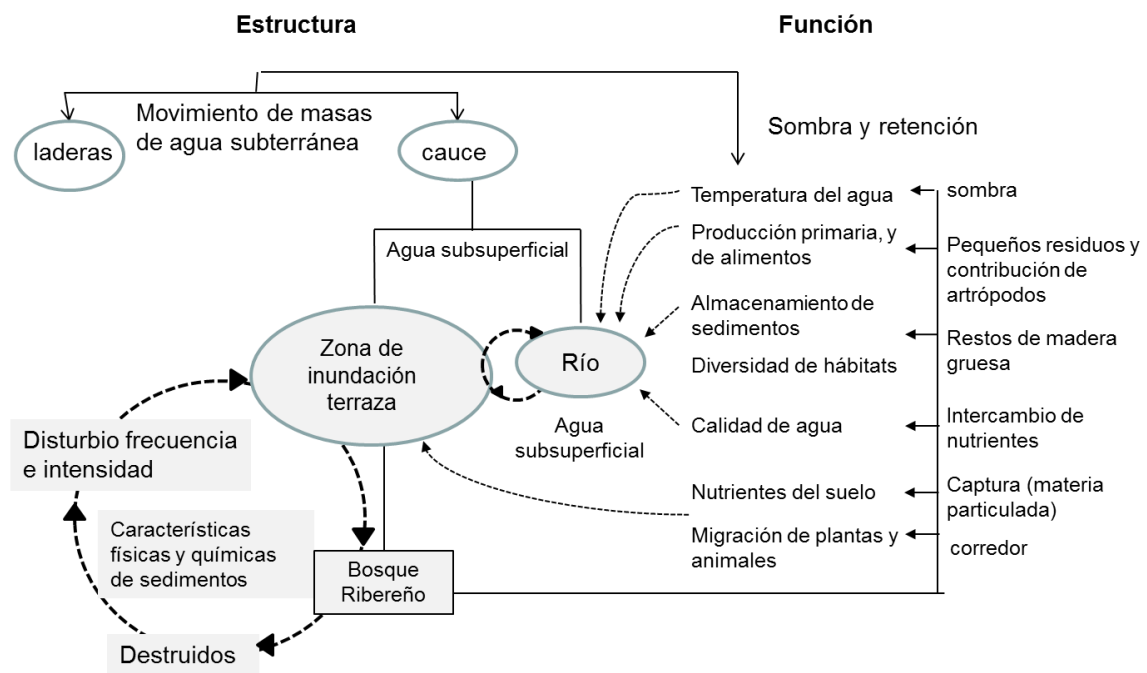 Estructura
Función
Movimiento de masas
de agua subterránea
laderas
cauce
Sombra y retención
Agua subsuperficial
Temperatura del agua
sombra
Producción primaria, y
de alimentos
Pequeños residuos y
contribución de
artrópodos
Almacenamiento de
sedimentos
Restos de madera
gruesa
Diversidad de hábitats
Zona de
inundación
terraza
Río
Agua
subsuperficial
Calidad de agua
Intercambio de
nutrientes
Disturbio frecuencia
e intensidad
Nutrientes del suelo
Captura (materia
particulada)
Migración de plantas y
animales
corredor
Características
físicas y químicas
de sedimentos
Bosque
Ribereño
Destruidos